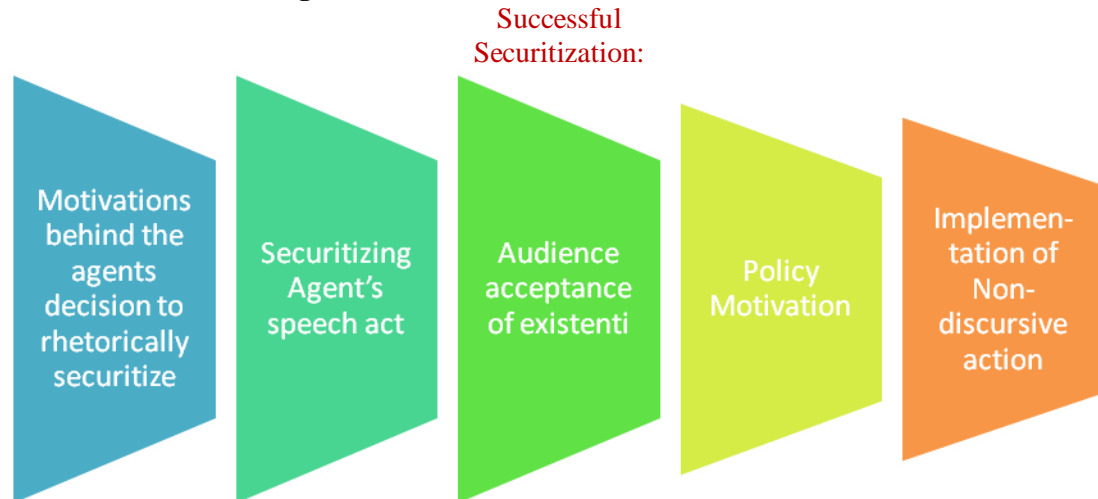 Successful
Securitization:
Motivations
behind the
agents
decision to
rhetorically
securitize
Securitizing
Agent's
speech act
Audience
acceptance
of existenti
Policy
Motivation
Implemen-
tation of
Non-
discursive
action